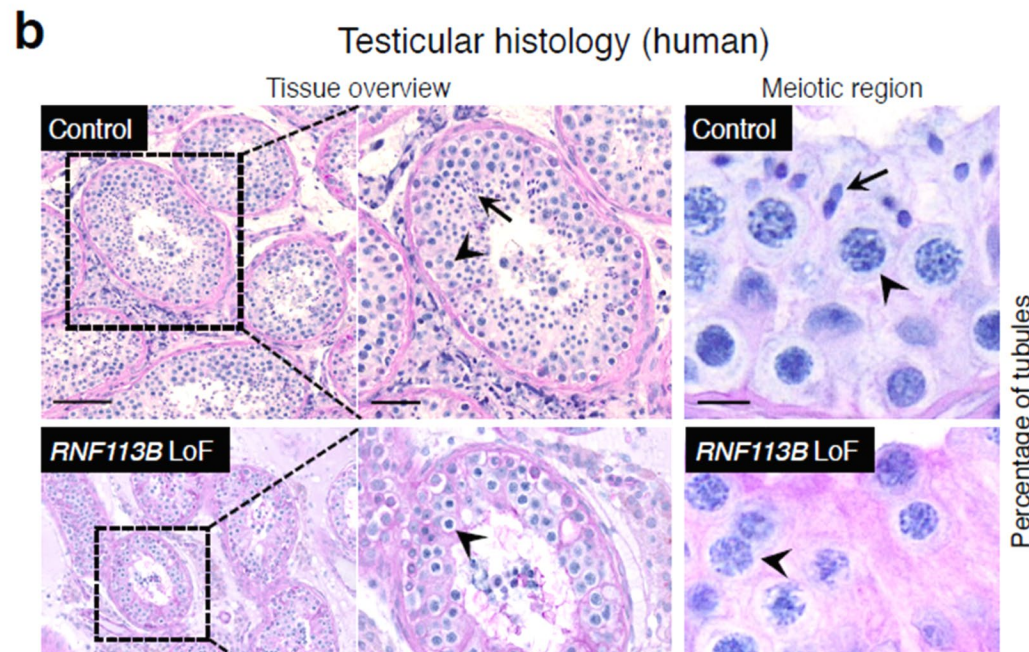 b
Testicular histology (human)
Tissue overview
Meiotic region
Control
Control
RNF113B LoF
RNF113B LoF
Percentage of tubules